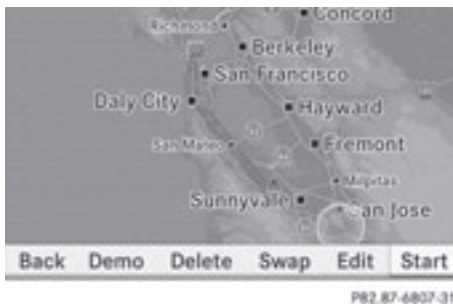 Concord
Richmond
Berkeley
San Francisco
Daly City
Hayward
San Mateo
Fremont
Milpitas
Sunnyvale
San Jose
Back Demo Delete Swap Edit Start
P82.87-6807-31